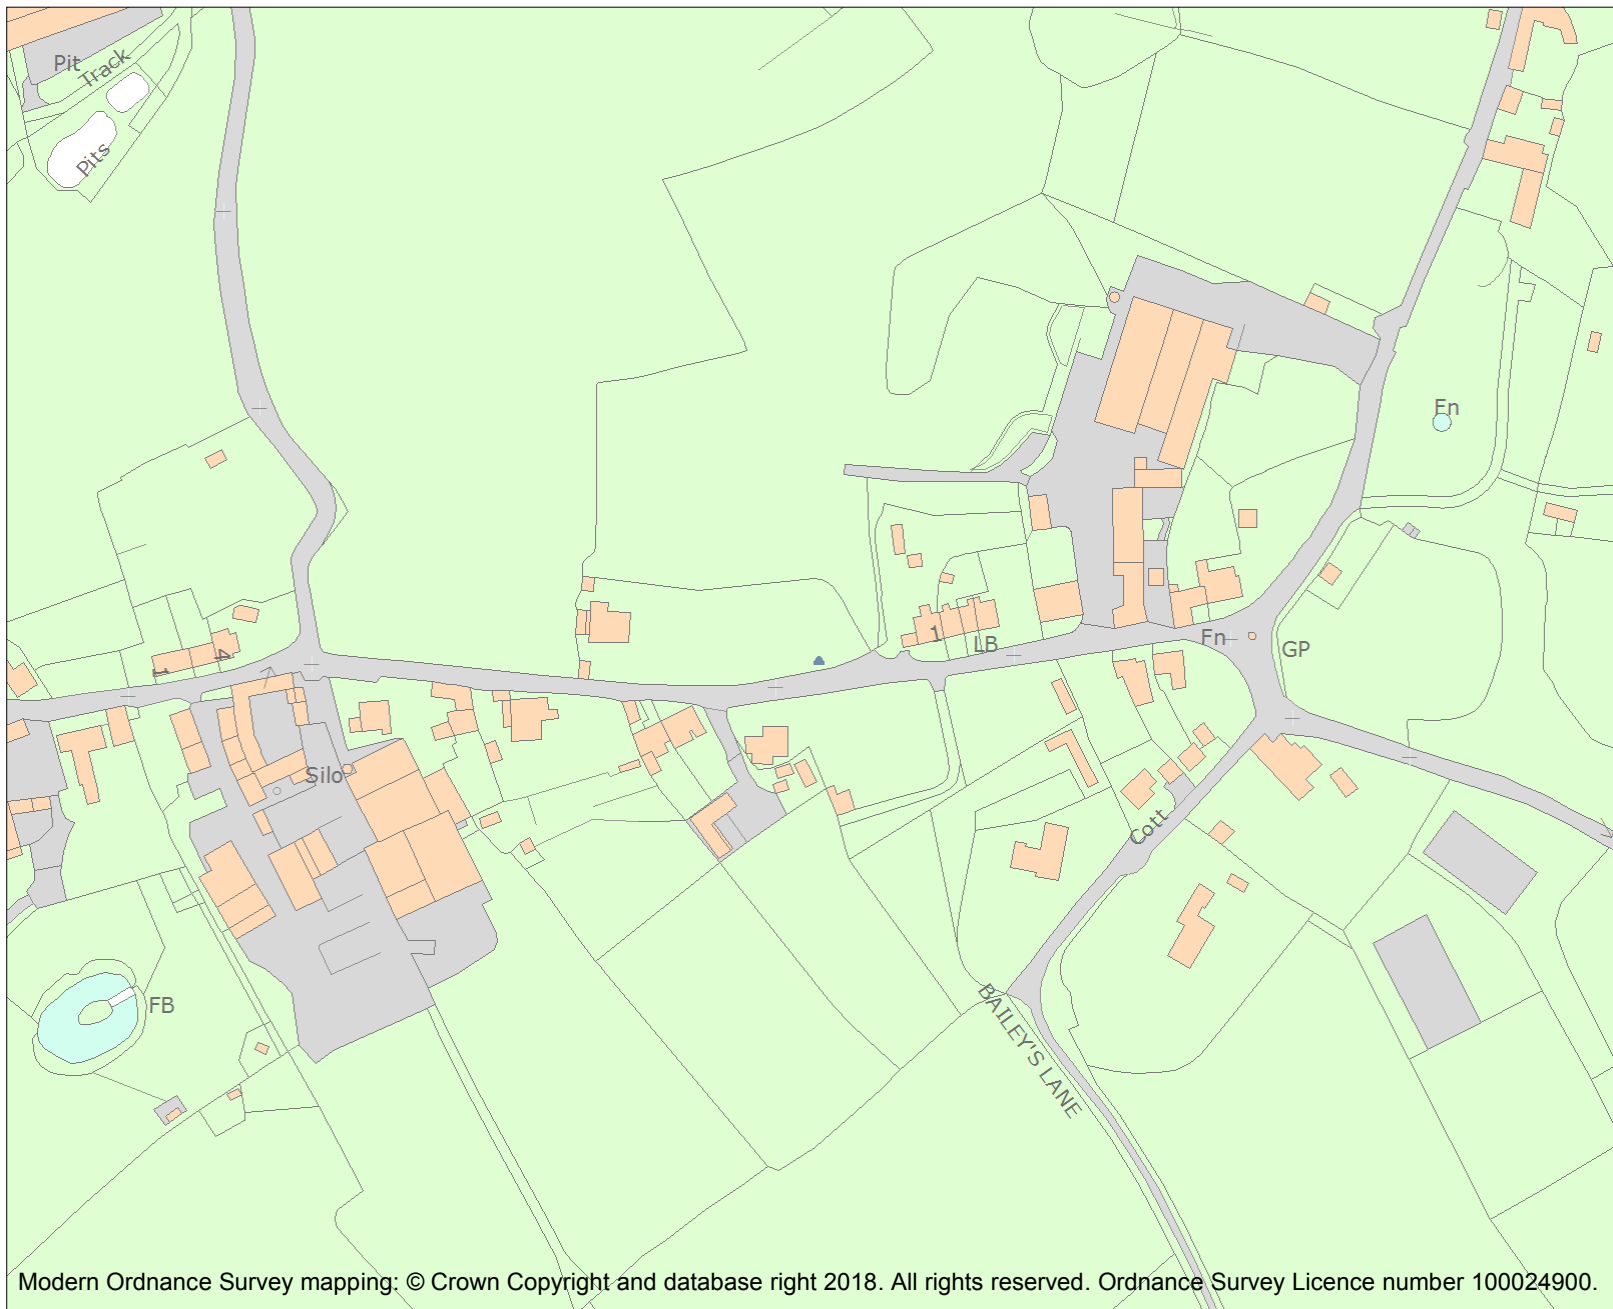 Pit
Track
Pits
Fn
1
4
1
LB
Fn
GP
Silo
Cott
FB
BAILEY'S LANE
Modern Ordnance Survey mapping: © Crown Copyright and database right 2018. All rights reserved. Ordnance Survey Licence number 100024900.